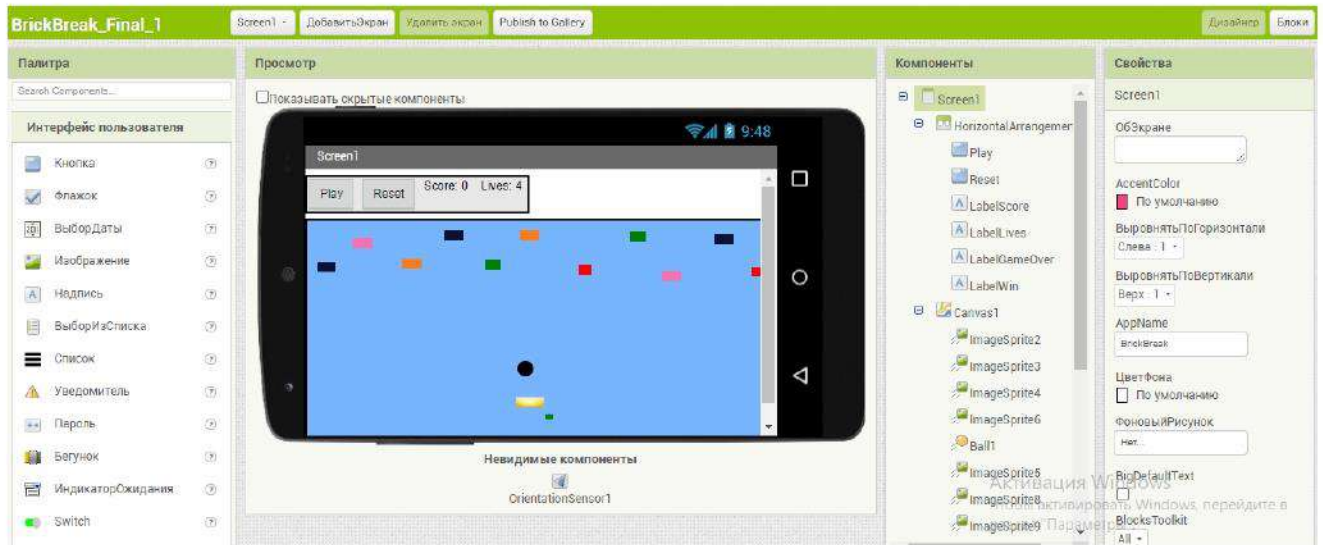 BrickBreak_Final_1
Screen1
ДобавитьЭкран
Удалить экран
Publish to Gallery
Дизайнер
Блоки
Палитра
Search Components...
Интерфейс пользователя
Кнопка
Флажок
ВыборДаты
Изображение
Надпись
ВыборИзСписка
Список
Уведомитель
Пароль
Бегунок
ИндикаторОжидания
Switch
Просмотр
Показывать скрытые компоненты
9:48
Screen1
Play
Reset
Score: 0
Lives: 4
Невидимые компоненты
OrientationSensor1
Компоненты
Screen1
HorizontalArrangemer
Play
Reset
LabelScore
LabelLives
LabelGameOver
LabelWin
Canvas1
ImageSprite2
ImageSprite3
ImageSprite4
ImageSprite6
Ball1
ImageSprite5
ImageSprite8
ImageSprite9
Свойства
Screen1
ОбЭкране
AccentColor
По умолчанию
ВыровнятьПоГоризонтали
Слева : 1
ВыровнятьПоВертикали
Верх : 1
AppName
BrickBreak
ЦветФона
По умолчанию
ФоновыйРисунок
Нет...
BigDefaultText
BlocksToolkit
All
Активация Windows
активировать Windows, перейдите в